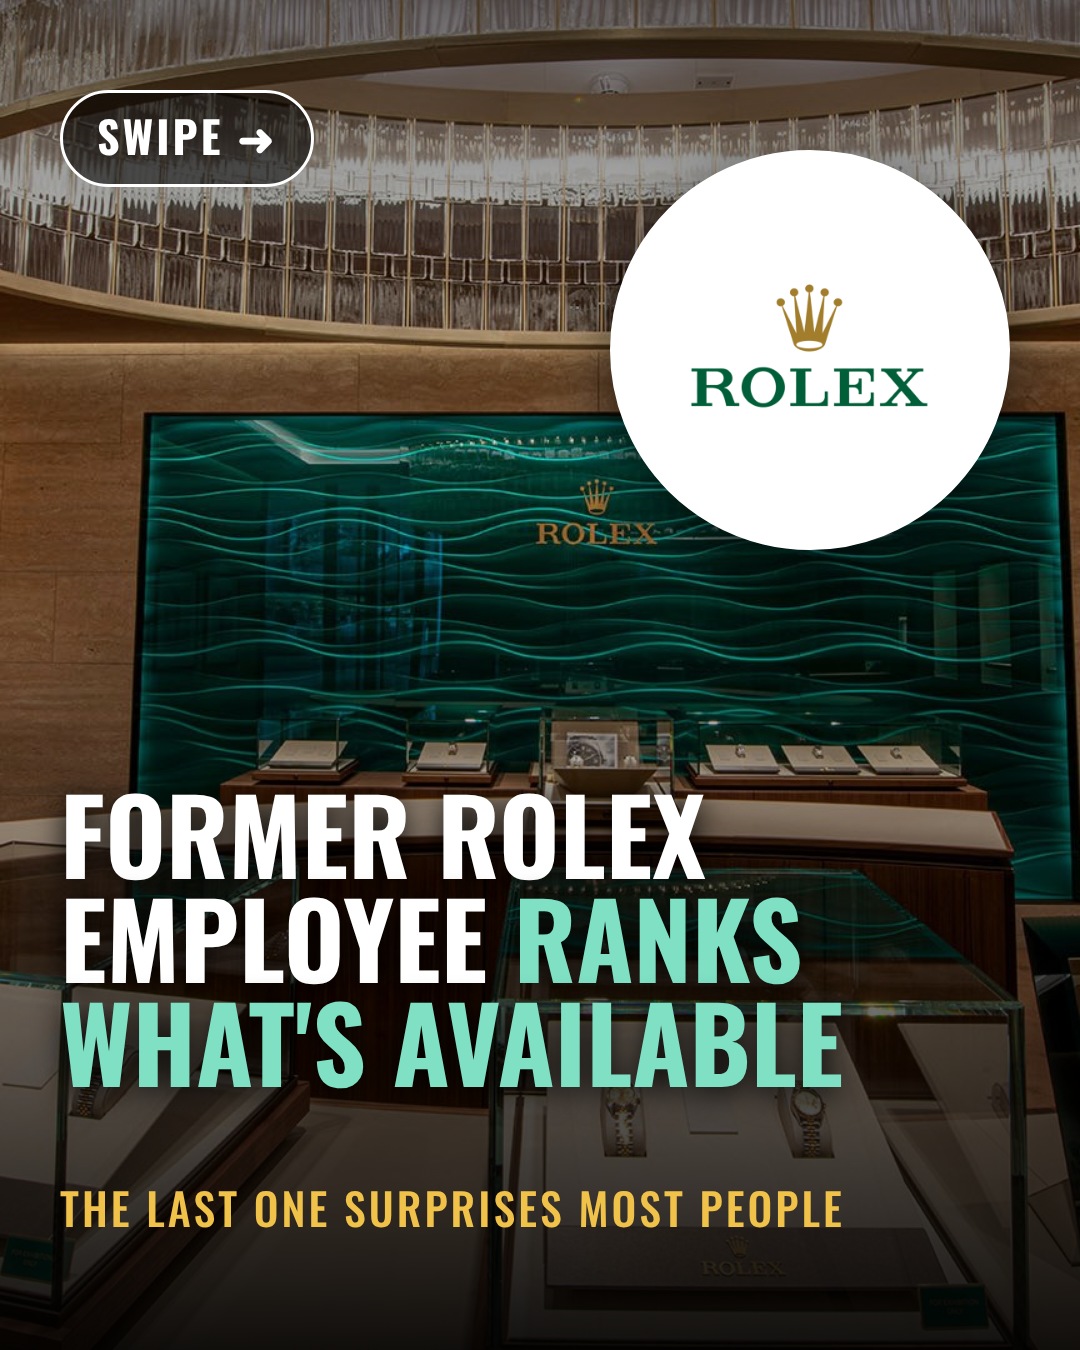 SWIPE ➜
ROLEX
ROLEX
FORMER ROLEX
EMPLOYEE RANKS
WHAT'S AVAILABLE
THE LAST ONE SURPRISES MOST PEOPLE
ROLEX